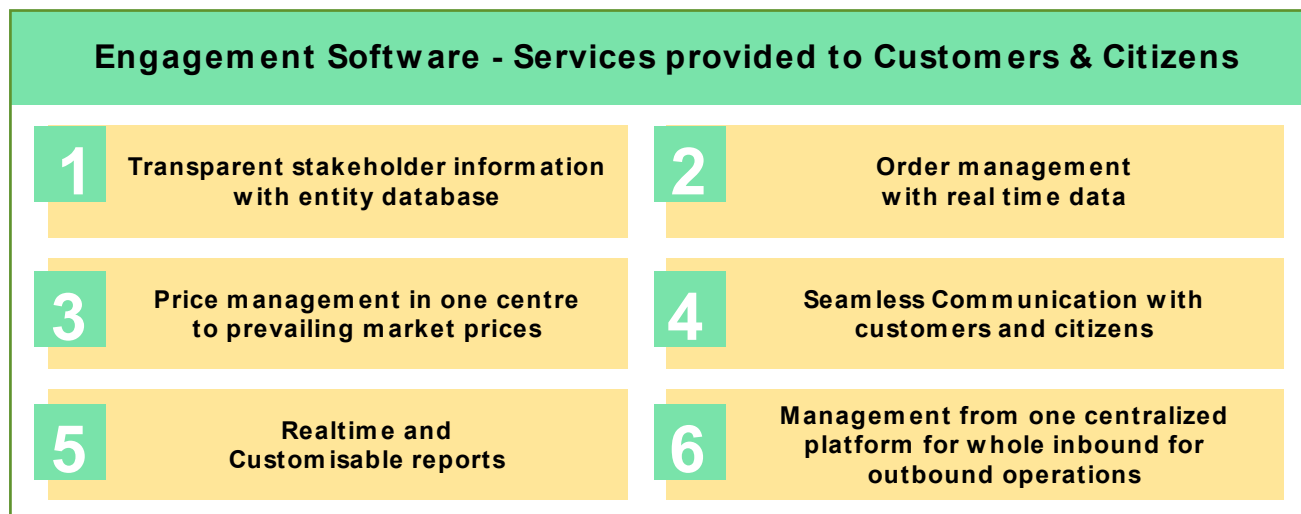 Engagement Software - Services provided to Customers & Citizens
1
Transparent stakeholder information
with entity database
2
Order management
with real time data
3
Price management in one centre
to prevailing market prices
4
Seamless Communication with
customers and citizens
5
Realtime and
Customisable reports
6
Management from one centralized
platform for whole inbound for
outbound operations